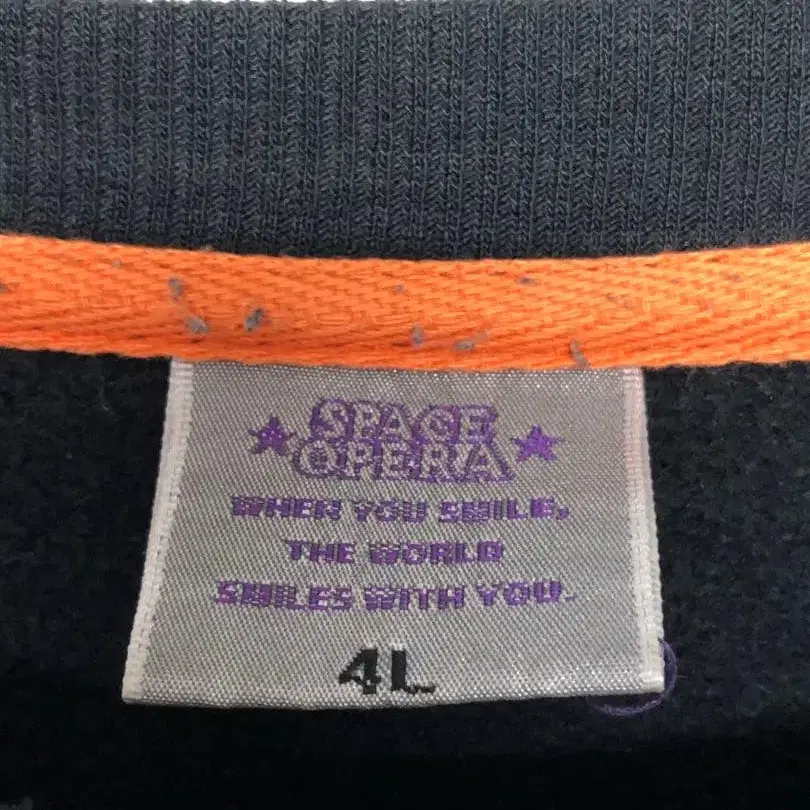 SPACE
OPERA
WHEN YOU SMILE,
THE WORLD
SMILES WITH YOU.
4L